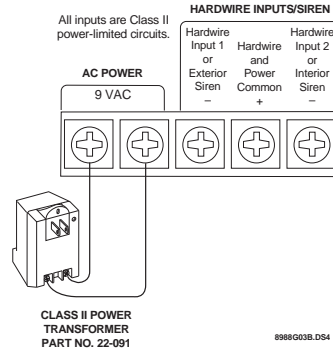 HARDWIRE INPUTS/SIREN
All inputs are Class II
power-limited circuits.
AC POWER
9 VAC
Hardwire
Input 1
or
Exterior
Siren
–
Hardwire
and
Power
Common
+
Hardwire
Input 2
or
Interior
Siren
–
CLASS II POWER
TRANSFORMER
PART NO. 22-091
8988G03B.DS4